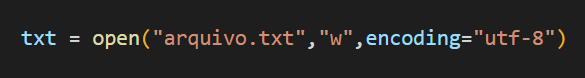 txt = open("arquivo.txt","w",encoding="utf-8")